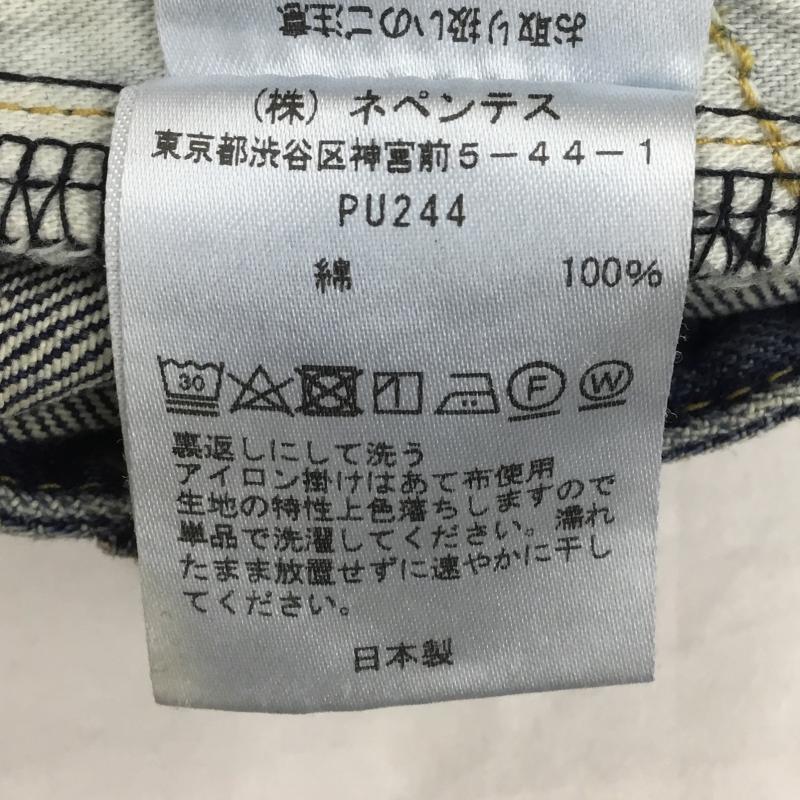 お取り扱いのご注意
(株) ネペンテス
東京都渋谷区神宮前5-44-1
PU244
綿 100%
30 F W
裏返しにして洗う
アイロン掛けはあて布使用
生地の特性上色落ちしますので
単品で洗濯してください。濡れ
たまま放置せずに速やかに干し
てください。
日本製